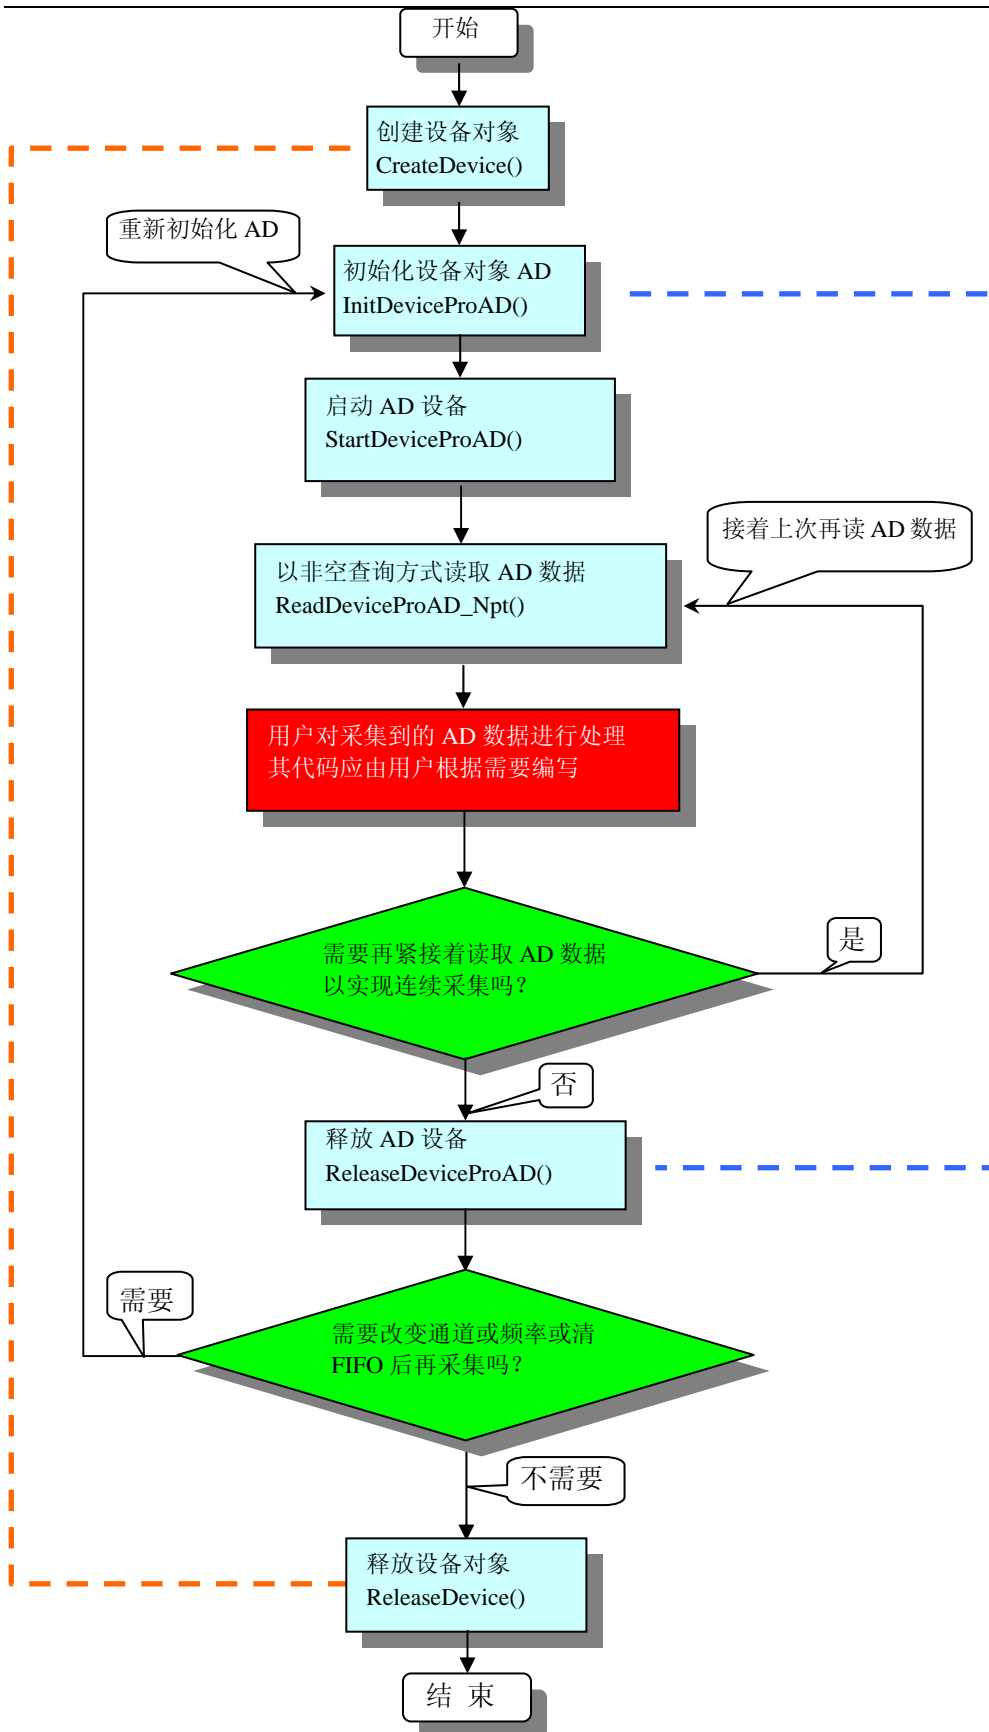 开始
创建设备对象
CreateDevice()
重新初始化 AD
初始化设备对象 AD
InitDeviceProAD()
启动 AD 设备
StartDeviceProAD()
接着上次再读 AD 数据
以非空查询方式读取 AD 数据
ReadDeviceProAD_Npt()
用户对采集到的 AD 数据进行处理
其代码应由用户根据需要编写
需要再紧接着读取 AD 数据
以实现连续采集吗？
是
否
释放 AD 设备
ReleaseDeviceProAD()
需要
需要改变通道或频率或清
FIFO 后再采集吗？
不需要
释放设备对象
ReleaseDevice()
结 束